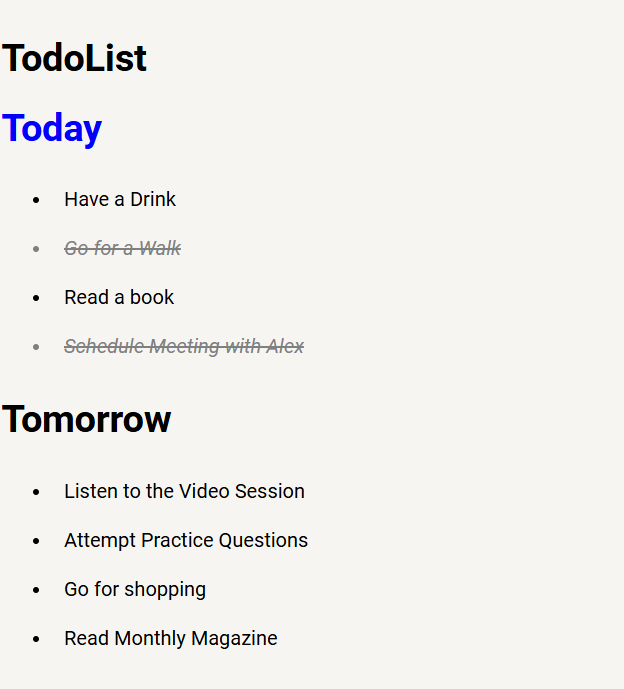 TodoList
Today
Have a Drink
Go for a Walk
Read a book
Schedule Meeting with Alex
Tomorrow
Listen to the Video Session
Attempt Practice Questions
Go for shopping
Read Monthly Magazine